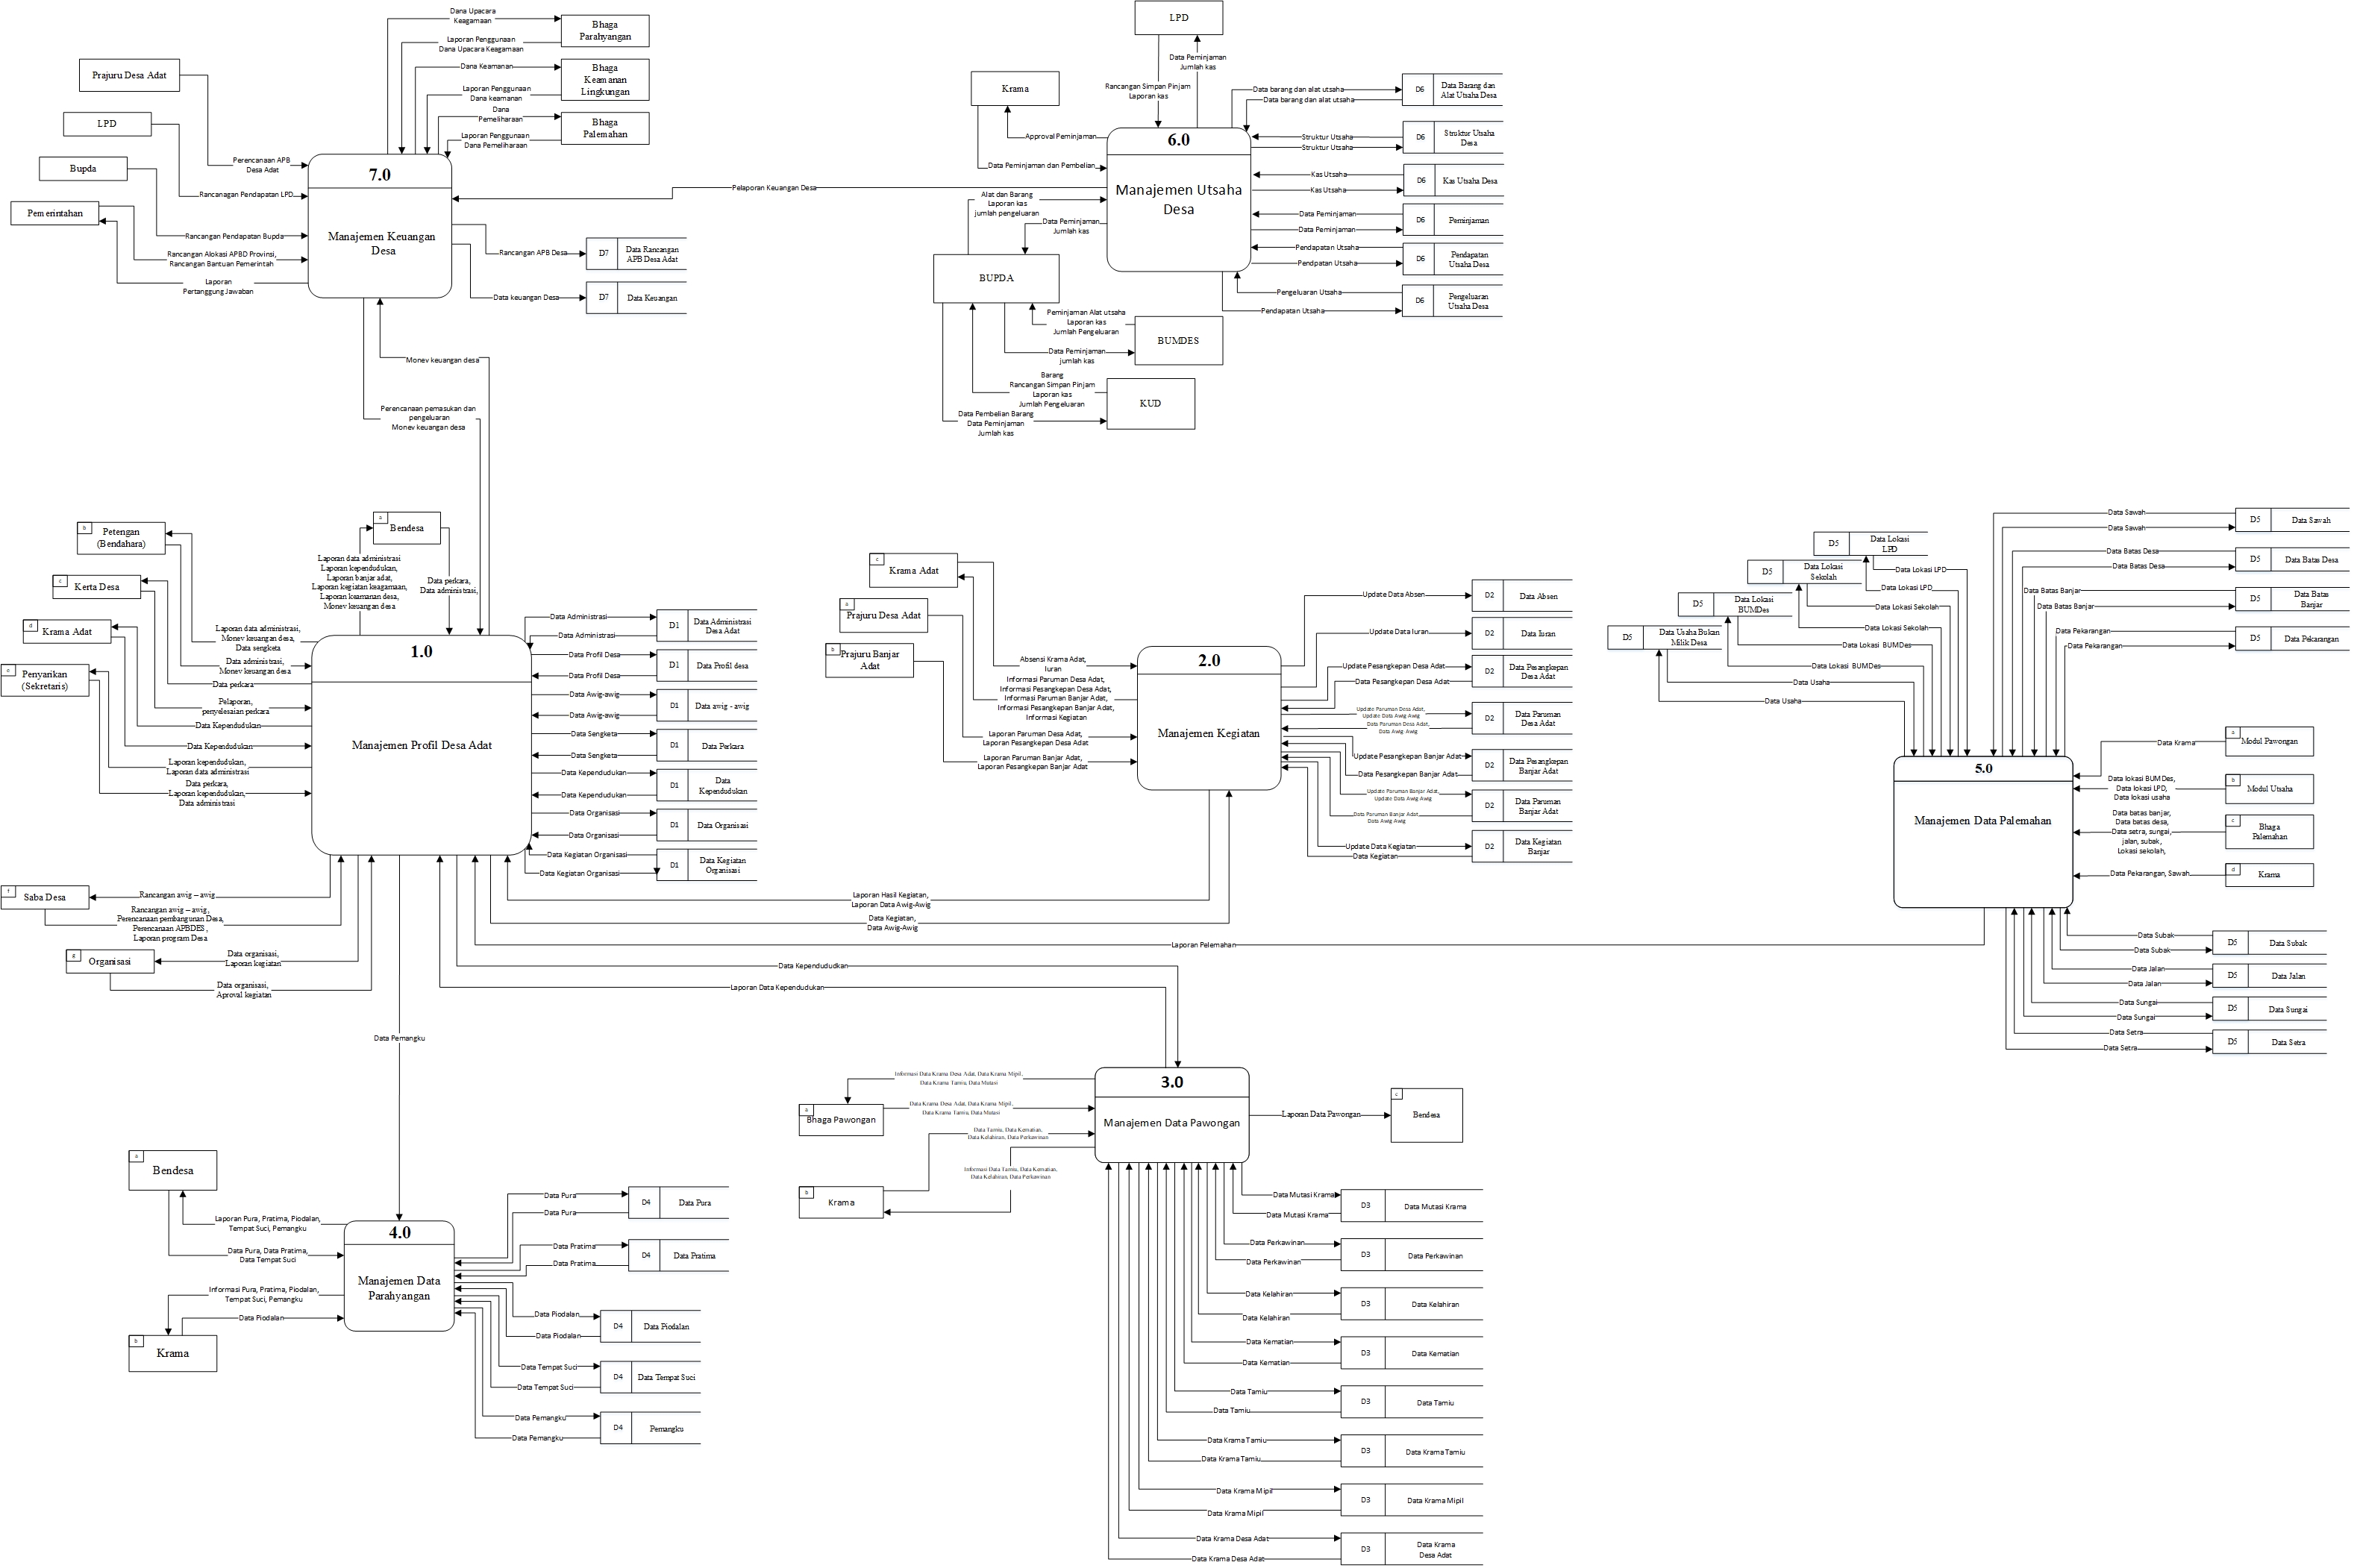 Dana Upacara
Keagamaan
Bhaga
Parahyangan
Laporan Penggunaan
Dana Upacara Keagamaan
Dana Keamanan
Bhaga
Keamanan
Lingkungan
Laporan Penggunaan
Dana keamanan
Dana
Pemeliharaan
Bhaga
Palemahan
Laporan Penggunaan
Dana Pemeliharaan
Prajuru Desa Adat
LPD
Bupda
Pemerintahan
Perencanaan APB
Desa Adat
Rancanagan Pendapatan LPD
Rancangan Pendapatan Bupda
Rancangan Alokasi APBD Provinsi,
Rancangan Bantuan Pemerintah
Laporan
Pertanggung Jawaban
7.0
Manajemen Keuangan
Desa
Pelaporan Keuangan Desa
Rancangan APB Desa
D7
Data Rancangan
APB Desa Adat
Data keuangan Desa
D7
Data Keuangan
Monev keuangan desa
Perencanaan pemasukan dan
pengeluaran
Monev keuangan desa
LPD
Data Peminjaman
Jumlah kas
Rancangan Simpan Pinjam
Laporan kas
Krama
Approval Peminjaman
Data Peminjaman dan Pembelian
6.0
Manajemen Utsaha
Desa
Alat dan Barang
Laporan kas
jumlah pengeluaran
Data Peminjaman
Jumlah kas
BUPDA
Peminjaman Alat utsaha
Laporan kas
Jumlah Pengeluaran
BUMDES
Data Peminjaman
jumlah kas
Barang
Rancangan Simpan Pinjam
Laporan kas
Jumlah Pengeluaran
KUD
Data Pembelian Barang
Data Peminjaman
Jumlah kas
Data barang dan alat utsaha
Data barang dan alat utsaha
D6
Data Barang dan
Alat Utsaha Desa
Struktur Utsaha
Struktur Utsaha
D6
Struktur Utsaha
Desa
Kas Utsaha
Kas Utsaha
D6
Kas Utsaha Desa
Data Peminjaman
Data Peminjaman
D6
Peminjaman
Pendapatan Utsaha
Pendpatan Utsaha
D6
Pendapatan
Utsaha Desa
Pengeluaran Utsaha
Pendapatan Utsaha
D6
Pengeluaran
Utsaha Desa
a
Bendesa
Laporan data administrasi
Laporan kependudukan,
Laporan banjar adat,
Laporan kegiatan keagamaan,
Laporan keamanan desa,
Monev keuangan desa
Data perkara,
Data administrasi,
b
Petengan
(Bendahara)
c
Kerta Desa
d
Krama Adat
e
Penyarikan
(Sekretaris)
Laporan data administrasi,
Monev keuangan desa,
Data sengketa
Data administrasi,
Monev keuangan desa
Data perkara
Pelaporan,
penyelesaian perkara
Data Kependudukan
Data Kependudukan
Laporan kependudukan,
Laporan data administrasi
Data perkara,
Laporan kependudukan,
Data administrasi
1.0
Manajemen Profil Desa Adat
Data Administrasi
Data Administrasi
D1
Data Administrasi
Desa Adat
Data Profil Desa
Data Profil Desa
D1
Data Profil desa
Data Awig-awig
Data Awig-awig
D1
Data awig - awig
Data Sengketa
Data Sengketa
D1
Data Perkara
Data Kependudukan
Data Kependudukan
D1
Data
Kependudukan
Data Organisasi
Data Organisasi
D1
Data Organisasi
Data Kegiatan Organisasi
Data Kegiatan Organisasi
D1
Data Kegiatan
Organisasi
f
Saba Desa
Rancangan awig – awig
Rancangan awig – awig,
Perencanaan pembangunan Desa,
Perencanaan APBDES ,
Laporan program Desa
g
Organisasi
Data organisasi,
Laporan kegiatan
Data organisasi,
Aproval kegiatan
Laporan Hasil Kegiatan,
Laporan Data Awig-Awig
Data Kegiatan,
Data Awig-Awig
Laporan Pelemahan
Data Kependududkan
Laporan Data Kependudukan
Data Pemangku
c
Krama Adat
a
Prajuru Desa Adat
b
Prajuru Banjar
Adat
Absensi Krama Adat,
Iuran
Informasi Paruman Desa Adat,
Informasi Pesangkepan Desa Adat,
Informasi Paruman Banjar Adat,
Informasi Pesangkepan Banjar Adat,
Informasi Kegiatan
Laporan Paruman Desa Adat,
Laporan Pesangkepan Desa Adat
Laporan Paruman Banjar Adat,
Laporan Pesangkepan Banjar Adat
2.0
Manajemen Kegiatan
Update Data Absen
D2
Data Absen
Update Data Iuran
D2
Data Iisran
Update Pesangkepan Desa Adat
Data Pesangkepan Desa Adat
D2
Data Pesangkepan
Desa Adat
Update Paruman Desa Adat,
Update Data Awig Awig
Data Paruman Desa Adat,
Data Awig Awig
D2
Data Paruman
Desa Adat
Update Pesangkepan Banjar Adat
Data Pesangkepan Banjar Adat
D2
Data Pesangkepan
Banjar Adat
Update Paruman Banjar Adat,
Update Data Awig Awig
Data Paruman Banjar Adat,
Data Awig Awig
D2
Data Paruman
Banjar Adat
Update Data Kegiatan
Data Kegiatan
D2
Data Kegiatan
Banjar
D5
Data Lokasi
LPD
D5
Data Lokasi
Sekolah
D5
Data Lokasi
BUMDes
D5
Data Usaha Bukan
Milik Desa
Data Lokasi LPD
Data Lokasi LPD
Data Lokasi Sekolah
Data Lokasi Sekolah
Data Lokasi  BUMDes
Data Lokasi  BUMDes
Data Usaha
Data Usaha
Data Sawah
Data Sawah
D5
Data Sawah
Data Batas Desa
Data Batas Desa
D5
Data Batas Desa
Data Batas Banjar
Data Batas Banjar
D5
Data Batas
Banjar
Data Pekarangan
Data Pekarangan
D5
Data Pekarangan
5.0
Manajemen Data Palemahan
Data Krama
a
Modul Pawongan
Data lokasi BUMDes,
Data lokasi LPD,
Data lokasi usaha
b
Modul Utsaha
Data batas banjar,
Data batas desa,
Data setra, sungai,
jalan, subak,
Lokasi sekolah,
c
Bhaga
Palemahan
Data Pekarangan, Sawah
d
Krama
Data Subak
Data Subak
D5
Data Subak
Data Jalan
Data Jalan
D5
Data Jalan
Data Sungai
Data Sungai
D5
Data Sungai
Data Setra
Data Setra
D5
Data Setra
a
Bendesa
Laporan Pura, Pratima, Piodalan,
Tempat Suci, Pemangku
Data Pura, Data Pratima,
Data Tempat Suci
Informasi Pura, Pratima, Piodalan,
Tempat Suci, Pemangku
Data Piodalan
b
Krama
4.0
Manajemen Data
Parahyangan
Data Pura
Data Pura
D4
Data Pura
Data Pratima
Data Pratima
D4
Data Pratima
Data Piodalan
Data Piodalan
D4
Data Piodalan
Data Tempat Suci
Data Tempat Suci
D4
Data Tempat Suci
Data Pemangku
Data Pemangku
D4
Pemangku
Informasi Data Krama Desa Adat, Data Krama Mipil,
Data Krama Tamiu, Data Mutasi
a
Bhaga Pawongan
Data Krama Desa Adat, Data Krama Mipil,
Data Krama Tamiu, Data Mutasi
Data Tamiu, Data Kematian,
Data Kelahiran, Data Perkawinan
Informasi Data Tamiu, Data Kematian,
Data Kelahiran, Data Perkawinan
b
Krama
3.0
Manajemen Data Pawongan
Laporan Data Pawongan
c
Bendesa
Data Mutasi Krama
Data Mutasi Krama
D3
Data Mutasi Krama
Data Perkawinan
Data Perkawinan
D3
Data Perkawinan
Data Kelahiran
Data Kelahiran
D3
Data Kelahiran
Data Kematian
Data Kematian
D3
Data Kematian
Data Tamiu
Data Tamiu
D3
Data Tamiu
Data Krama Tamiu
Data Krama Tamiu
D3
Data Krama Tamiu
Data Krama Mipil
Data Krama Mipil
D3
Data Krama Mipil
Data Krama Desa Adat
Data Krama Desa Adat
D3
Data Krama
Desa Adat